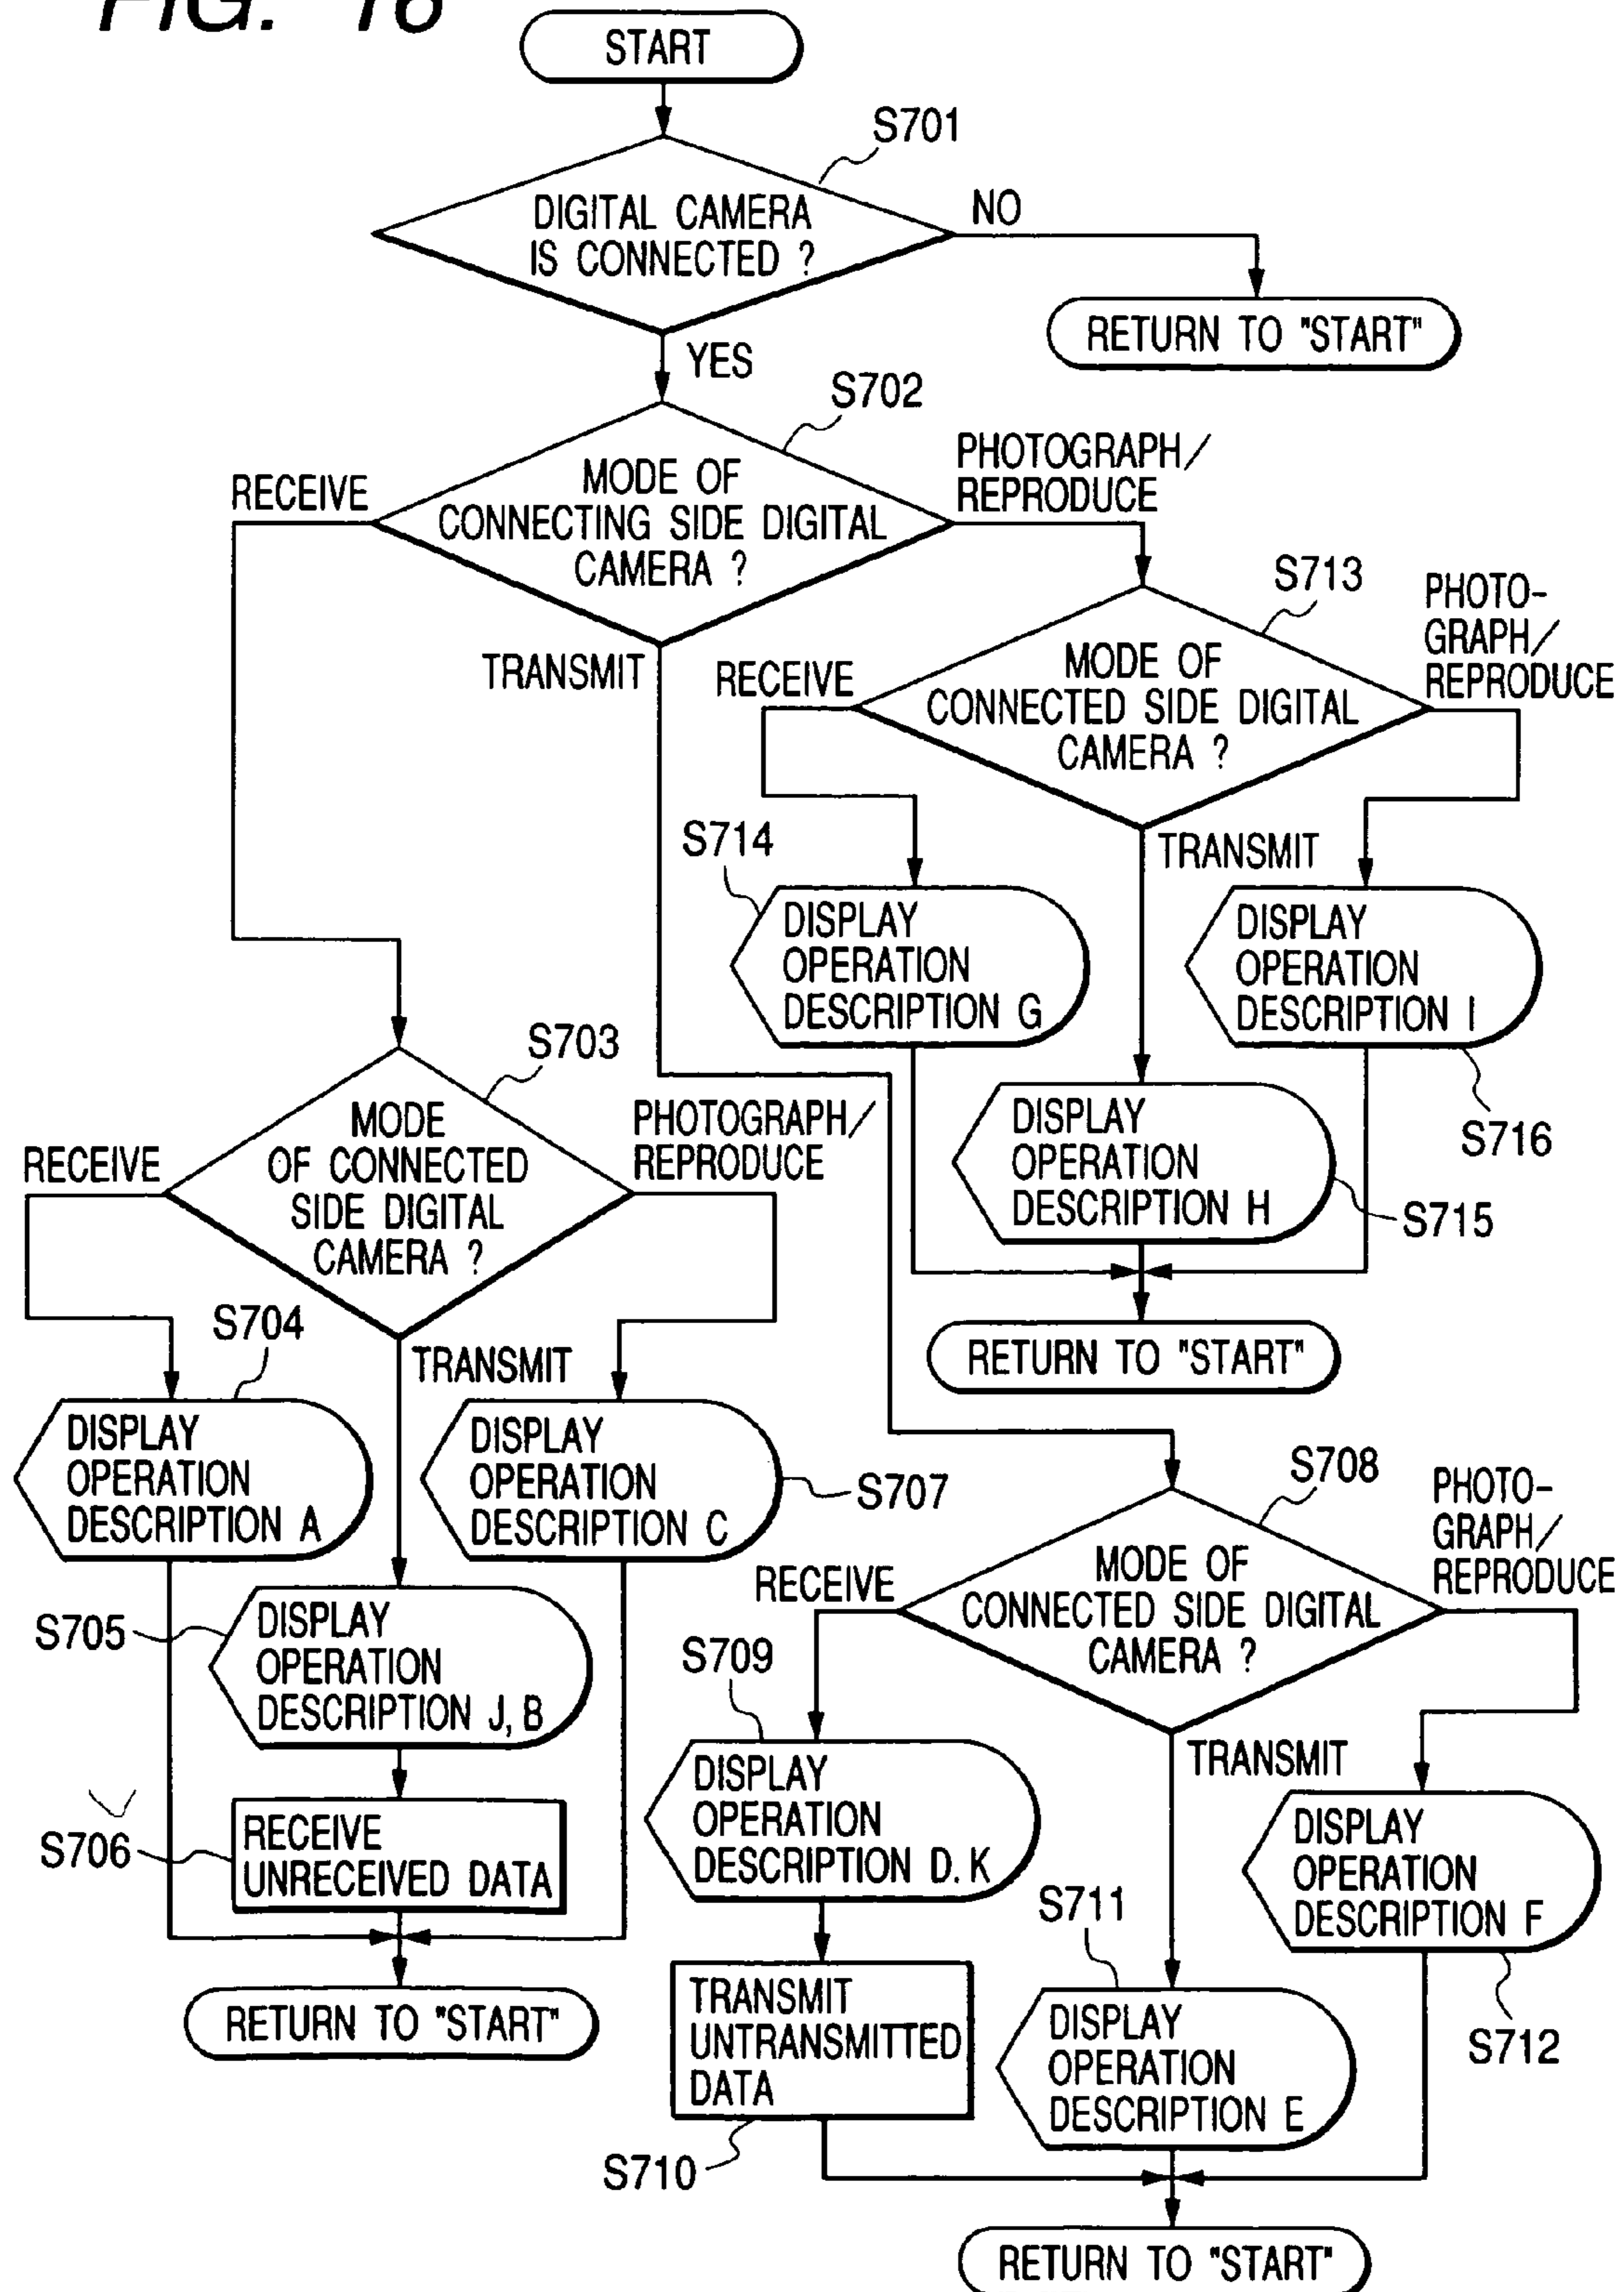 FIG. 16
START
S701
DIGITAL CAMERA
IS CONNECTED ?
NO
RETURN TO "START"
YES
S702
MODE OF
CONNECTING SIDE DIGITAL
CAMERA ?
RECEIVE
PHOTOGRAPH/
REPRODUCE
TRANSMIT
S713
MODE OF
CONNECTED SIDE DIGITAL
CAMERA ?
RECEIVE
PHOTO-
GRAPH/
REPRODUCE
TRANSMIT
S714
DISPLAY
OPERATION
DESCRIPTION G
DISPLAY
OPERATION
DESCRIPTION I
S716
DISPLAY
OPERATION
DESCRIPTION H
S715
RETURN TO "START"
S703
MODE
OF CONNECTED
SIDE DIGITAL
CAMERA ?
RECEIVE
PHOTOGRAPH/
REPRODUCE
TRANSMIT
S704
DISPLAY
OPERATION
DESCRIPTION A
DISPLAY
OPERATION
DESCRIPTION C
S707
S705
DISPLAY
OPERATION
DESCRIPTION J, B
S706
RECEIVE
UNRECEIVED DATA
RETURN TO "START"
S708
MODE OF
CONNECTED SIDE DIGITAL
CAMERA ?
RECEIVE
PHOTO-
GRAPH/
REPRODUCE
TRANSMIT
S709
DISPLAY
OPERATION
DESCRIPTION D. K
DISPLAY
OPERATION
DESCRIPTION F
S712
S711
TRANSMIT
UNTRANSMITTED
DATA
S710
DISPLAY
OPERATION
DESCRIPTION E
RETURN TO "START"